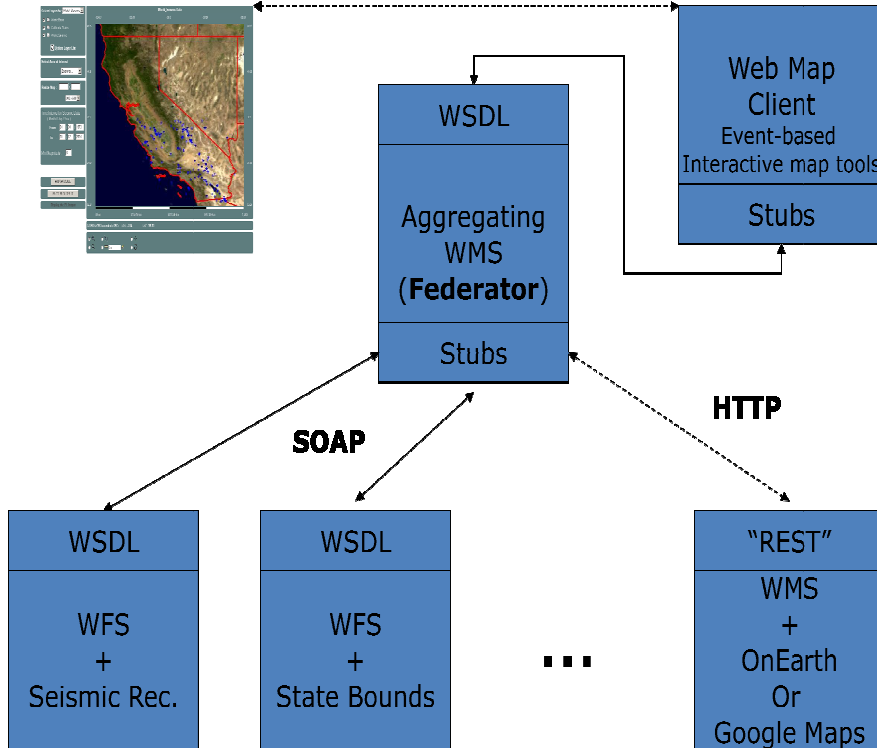 Web Map
Client
Event-based
Interactive map tools
Stubs
WSDL
Aggregating
WMS
(Federator)
Stubs
SOAP
HTTP
WSDL
WFS
+
Seismic Rec.
WSDL
WFS
+
State Bounds
...
“REST”
WMS
+
OnEarth
Or
Google Maps